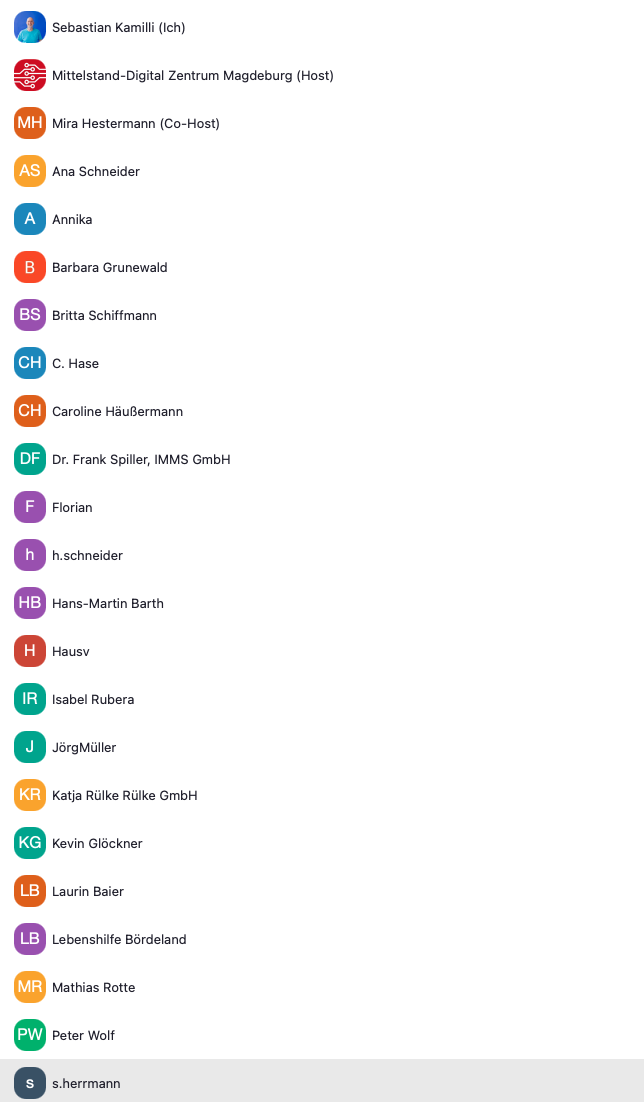 Sebastian Kamilli (Ich)
Mittelstand-Digital Zentrum Magdeburg (Host)
MH Mira Hestermann (Co-Host)
AS Ana Schneider
A Annika
B Barbara Grunewald
BS Britta Schiffmann
CH C. Hase
CH Caroline Häußermann
DF Dr. Frank Spiller, IMMS GmbH
F Florian
h h.schneider
HB Hans-Martin Barth
H Hausv
IR Isabel Rubera
J JörgMüller
KR Katja Rülke Rülke GmbH
KG Kevin Glöckner
LB Laurin Baier
LB Lebenshilfe Bördeland
MR Mathias Rotte
PW Peter Wolf
s s.herrmann